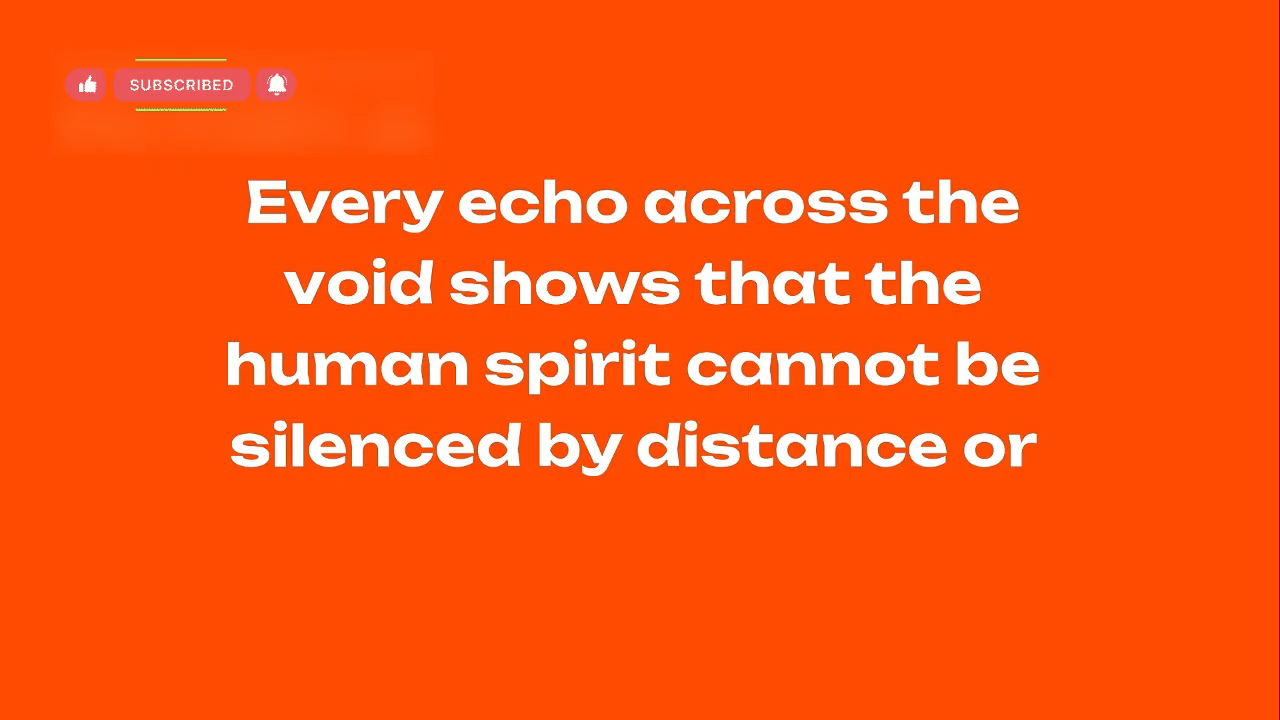 SUBSCRIBED
Every echo across the
void shows that the
human spirit cannot be
silenced by distance or